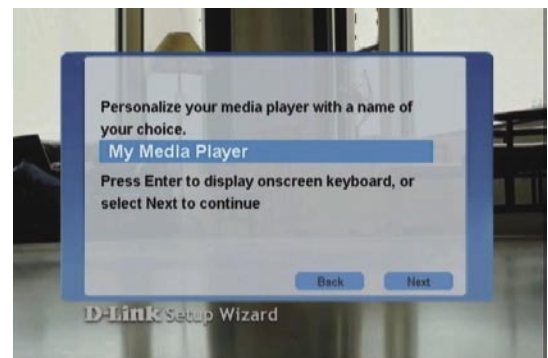 Personalize your media player with a name of
your choice.
My Media Player
Press Enter to display onscreen keyboard, or
select Next to continue
Back Next
D-Link Setup Wizard